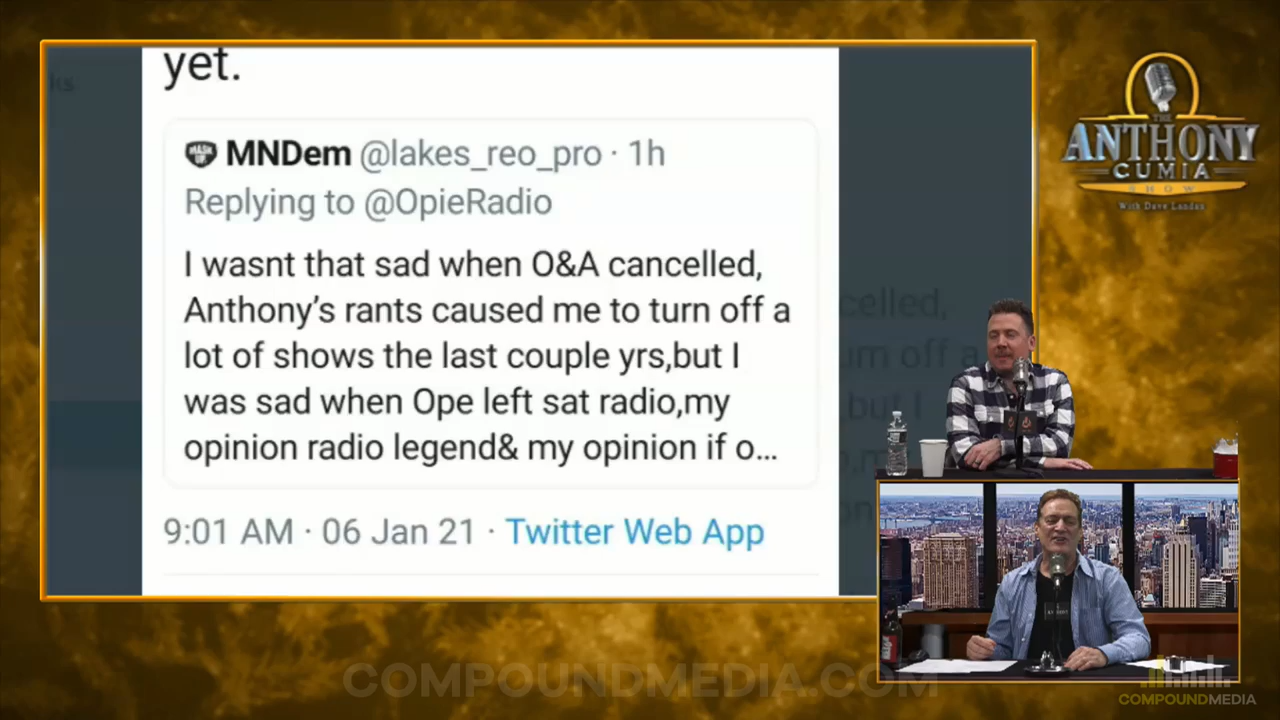 yet.
MNDem @lakes_reo_pro · 1h
Replying to @OpieRadio
I wasnt that sad when O&A cancelled,
Anthony's rants caused me to turn off a
lot of shows the last couple yrs,but I
was sad when Ope left sat radio,my
opinion radio legend& my opinion if o...
9:01 AM · 06 Jan 21 · Twitter Web App
THE
ANTHONY
CUMIA
SHOW
With Dave Landau
COMPOUNDMEDIA.COM
COMPOUNDMEDIA